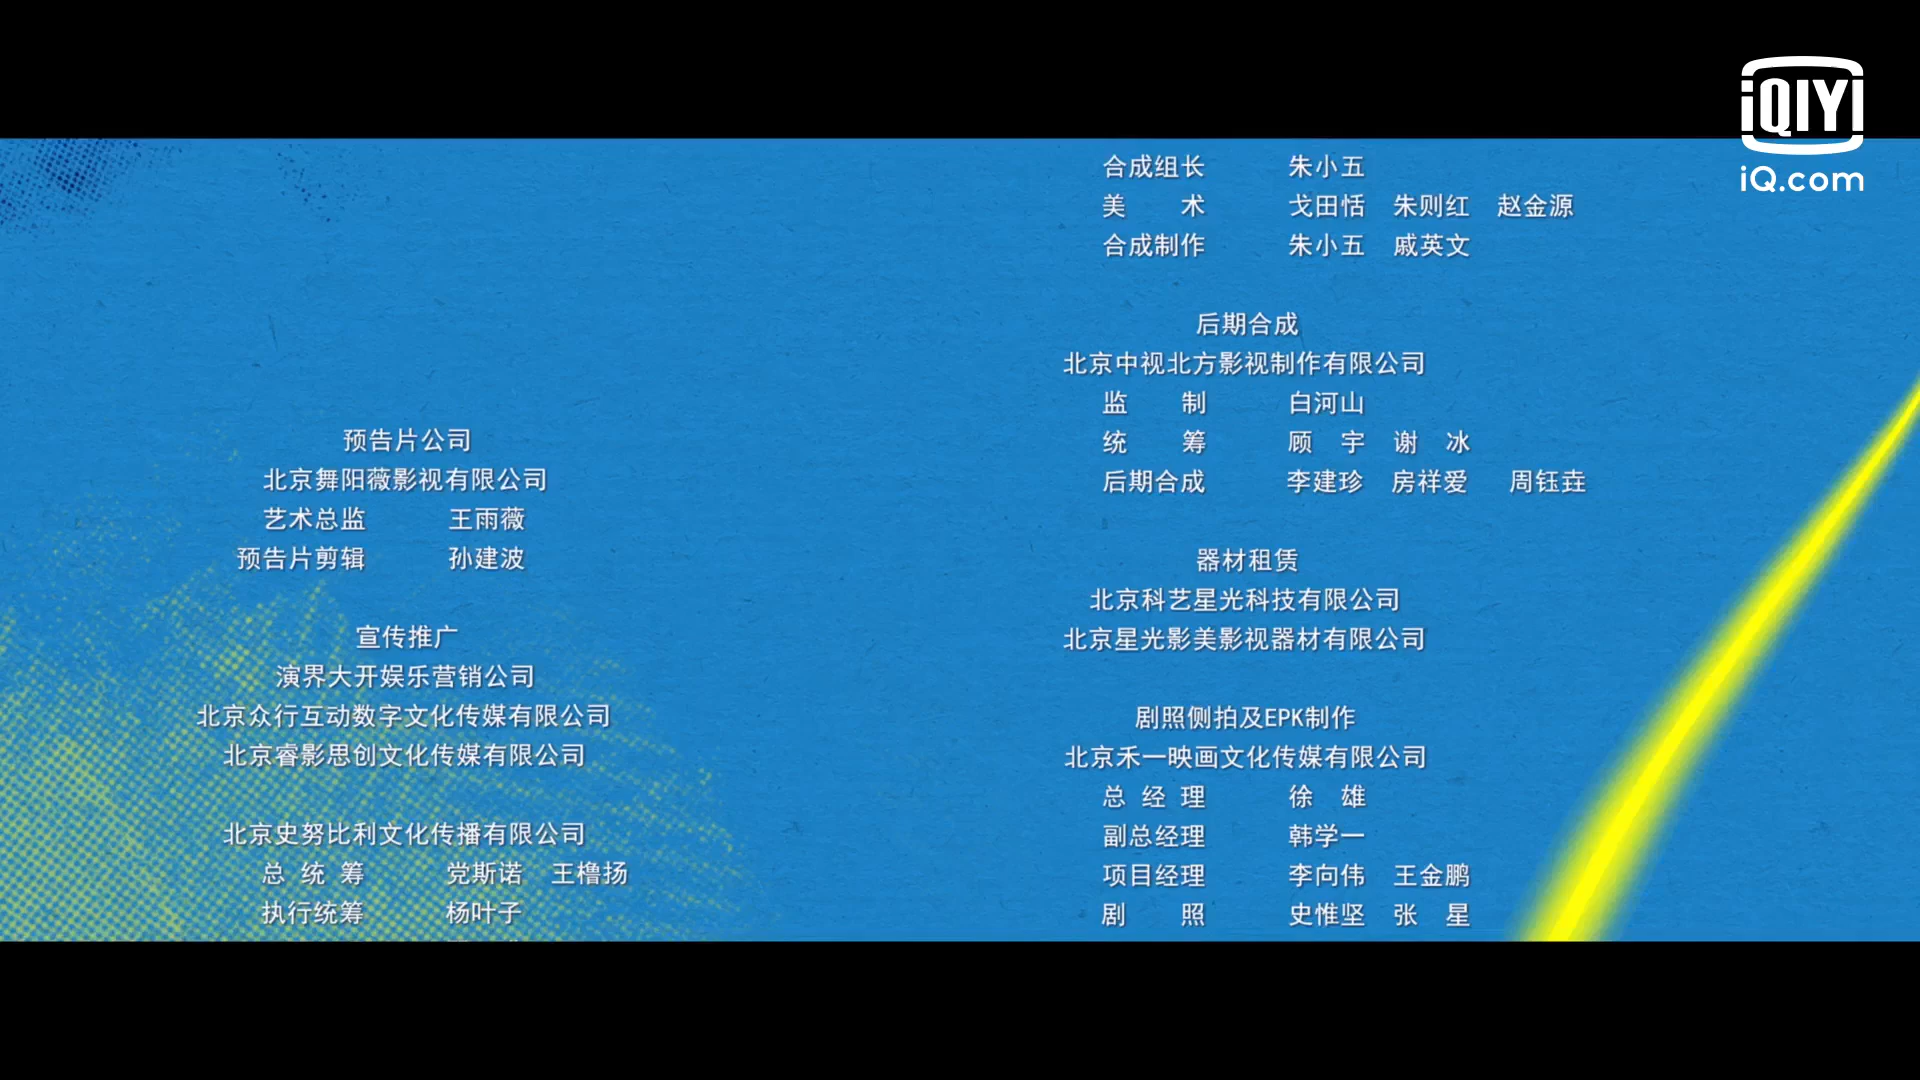 预告片公司
北京舞阳薇影视有限公司
艺术总监 王雨薇
预告片剪辑 孙建波
宣传推广
演界大开娱乐营销公司
北京众行互动数字文化传媒有限公司
北京睿影思创文化传媒有限公司
北京史努比利文化传播有限公司
总 统 筹 党斯诺 王橹扬
执行统筹 杨叶子
合成组长 朱小五
美 术 戈田恬 朱则红 赵金源
合成制作 朱小五 戚英文
后期合成
北京中视北方影视制作有限公司
监 制 白河山
统 筹 顾 宇 谢 冰
后期合成 李建珍 房祥爱 周钰垚
器材租赁
北京科艺星光科技有限公司
北京星光影美影视器材有限公司
剧照侧拍及EPK制作
北京禾一映画文化传媒有限公司
总 经 理 徐 雄
副总经理 韩学一
项目经理 李向伟 王金鹏
剧 照 史惟坚 张 星
iQIYI
iQ.com